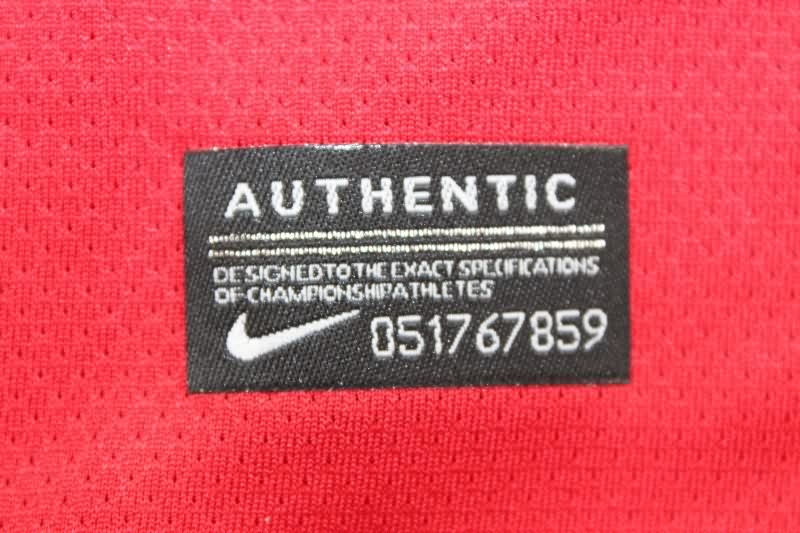 AUTHENTIC
DESIGNED TO THE EXACT SPECIFICATIONS
OF CHAMPIONSHIP ATHLETES
051767859